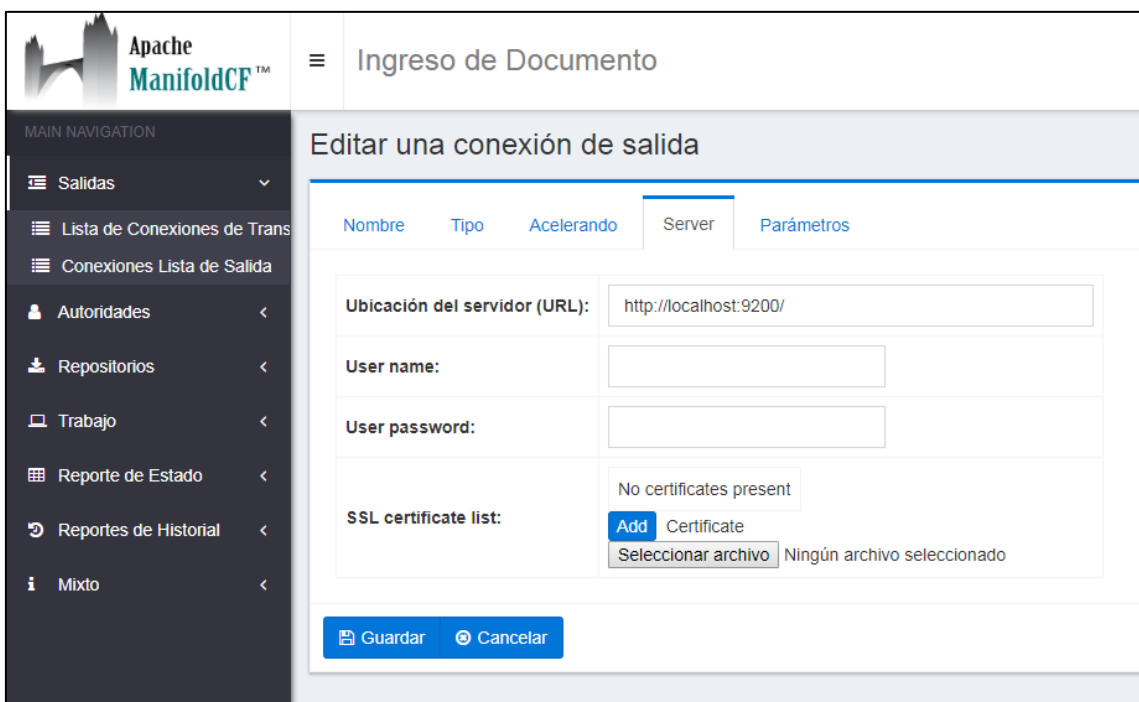 Apache
ManifoldCF™
Ingreso de Documento
MAIN NAVIGATION
Salidas
Lista de Conexiones de Trans
Conexiones Lista de Salida
Autoridades
Repositorios
Trabajo
Reporte de Estado
Reportes de Historial
Mixto
Editar una conexión de salida
Nombre Tipo Acelerando Server Parámetros
Ubicación del servidor (URL): http://localhost:9200/
User name:
User password:
SSL certificate list:
No certificates present
Add Certificate
Seleccionar archivo Ningún archivo seleccionado
Guardar Cancelar